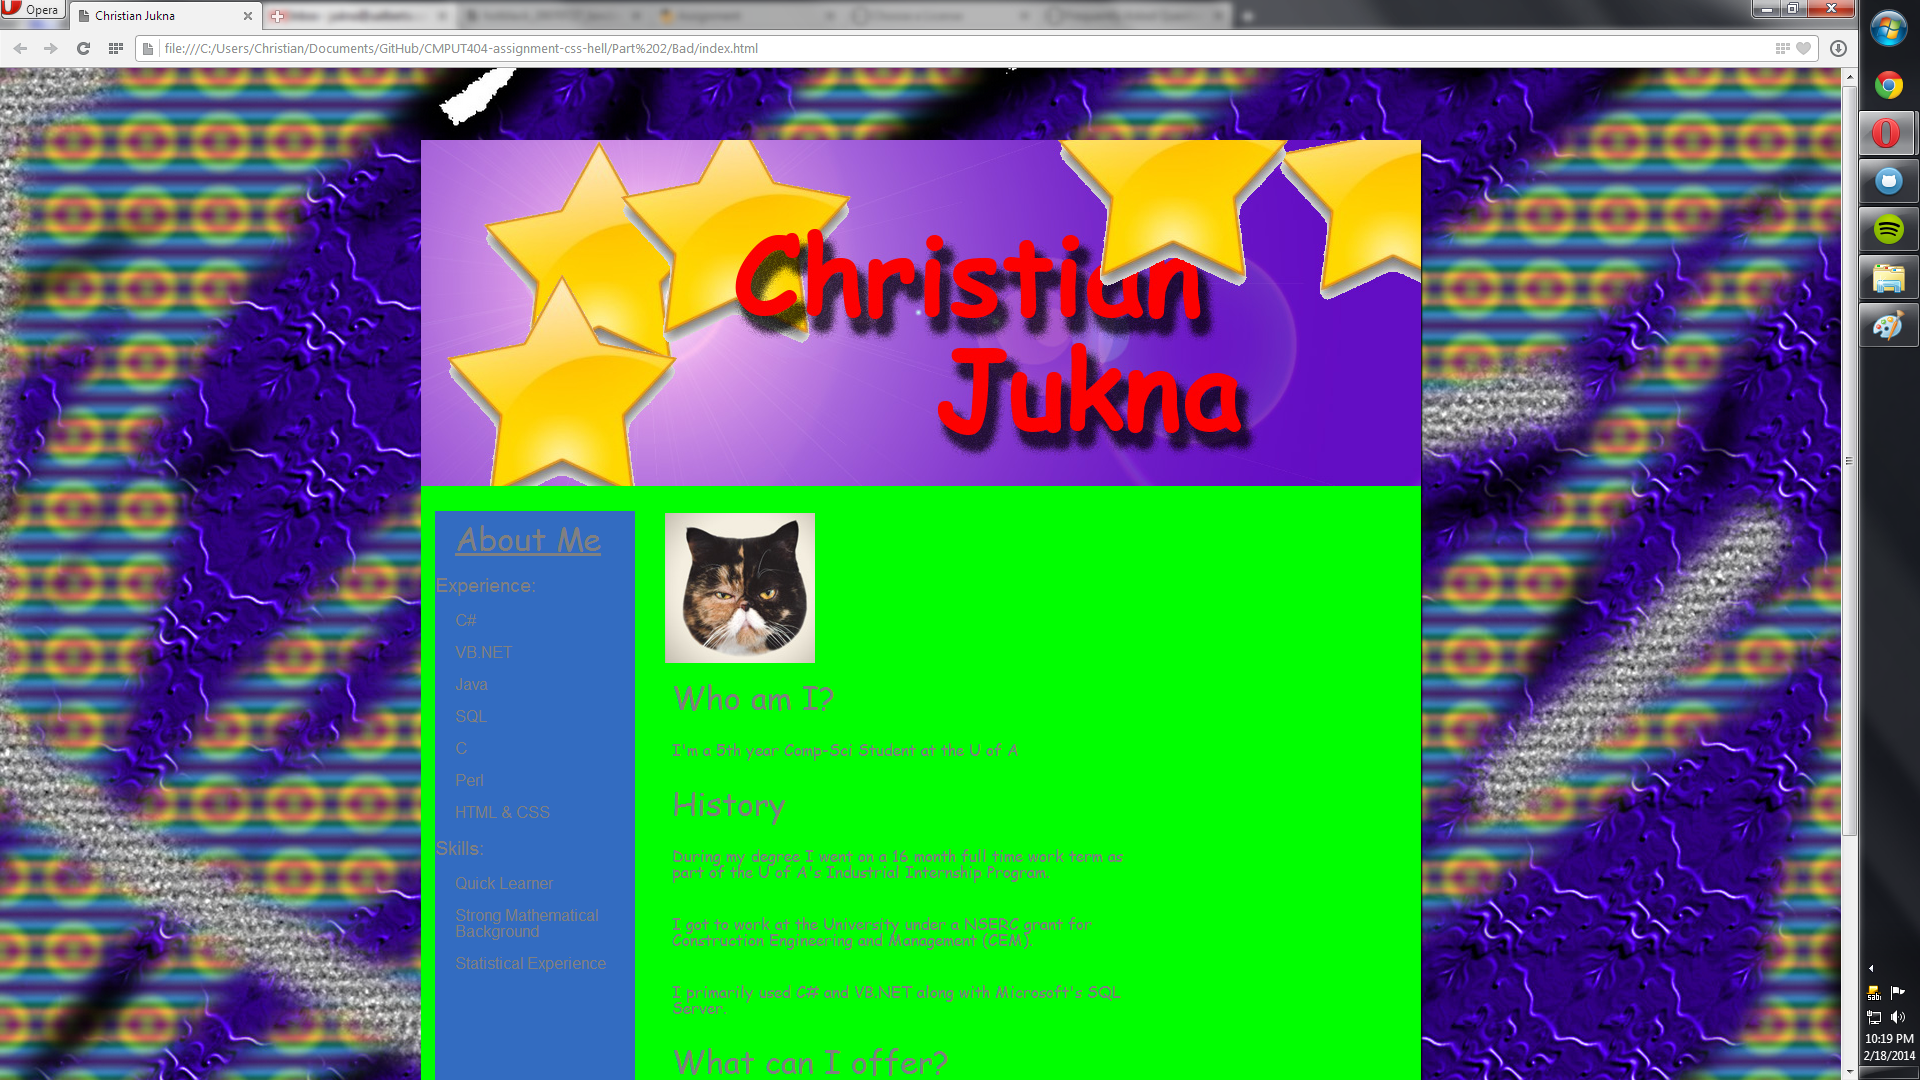 Opera
Christian Jukna
file:///C:/Users/Christian/Documents/GitHub/CMPUT404-assignment-css-hell/Part%202/Bad/index.html
Christian
Jukna
About Me
Experience:
C#
VB.NET
Java
SQL
C
Perl
HTML & CSS
Skills:
Quick Learner
Strong Mathematical
Background
Statistical Experience
Who am I?
I'm a 5th year Comp-Sci Student at the U of A
History
During my degree I went on a 16 month full time work term as
part of the U of A's Industrial Internship Program.
I got to work at the University under a NSERC grant for
Construction Engineering and Management (CEM).
I primarily used C# and VB.NET along with Microsoft's SQL
Server.
What can I offer?
sabi
10:19 PM
2/18/2014